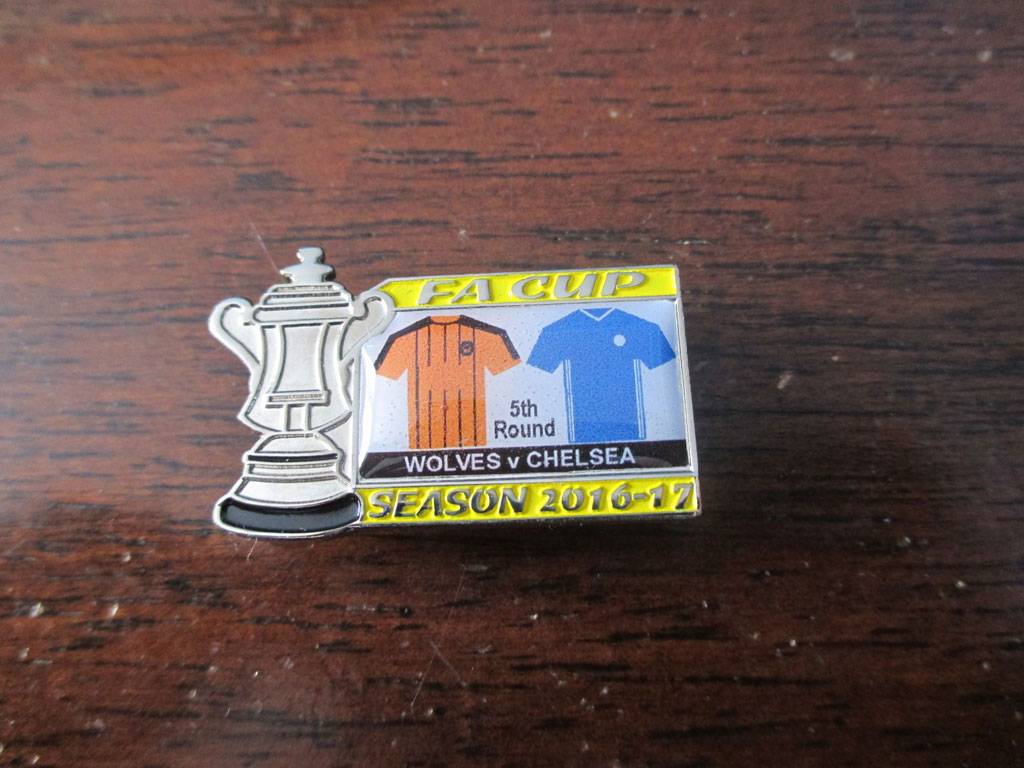 FA CUP
5th
Round
WOLVES v CHELSEA
SEASON 2016-17